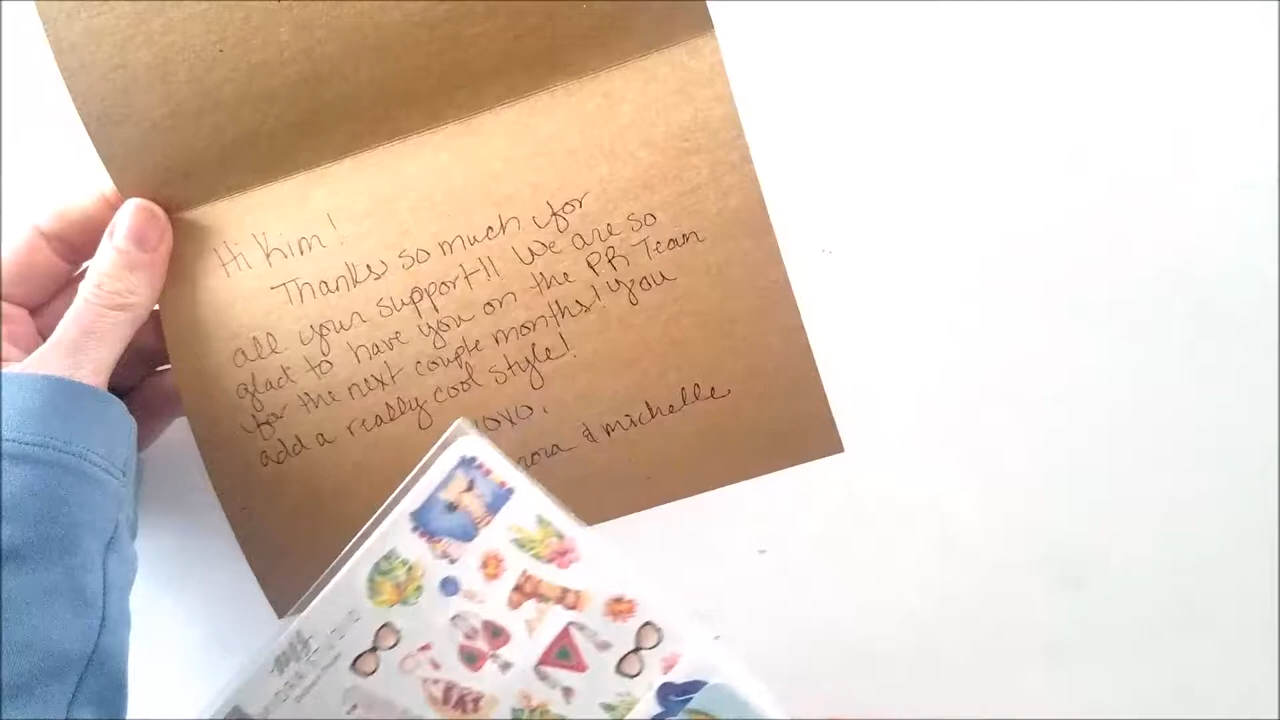 Hi Kim!
Thanks so much for
all your support!! We are so
glad to have you on the PR Team
for the next couple months! You
add a really cool style!
XOXO,
& michelle